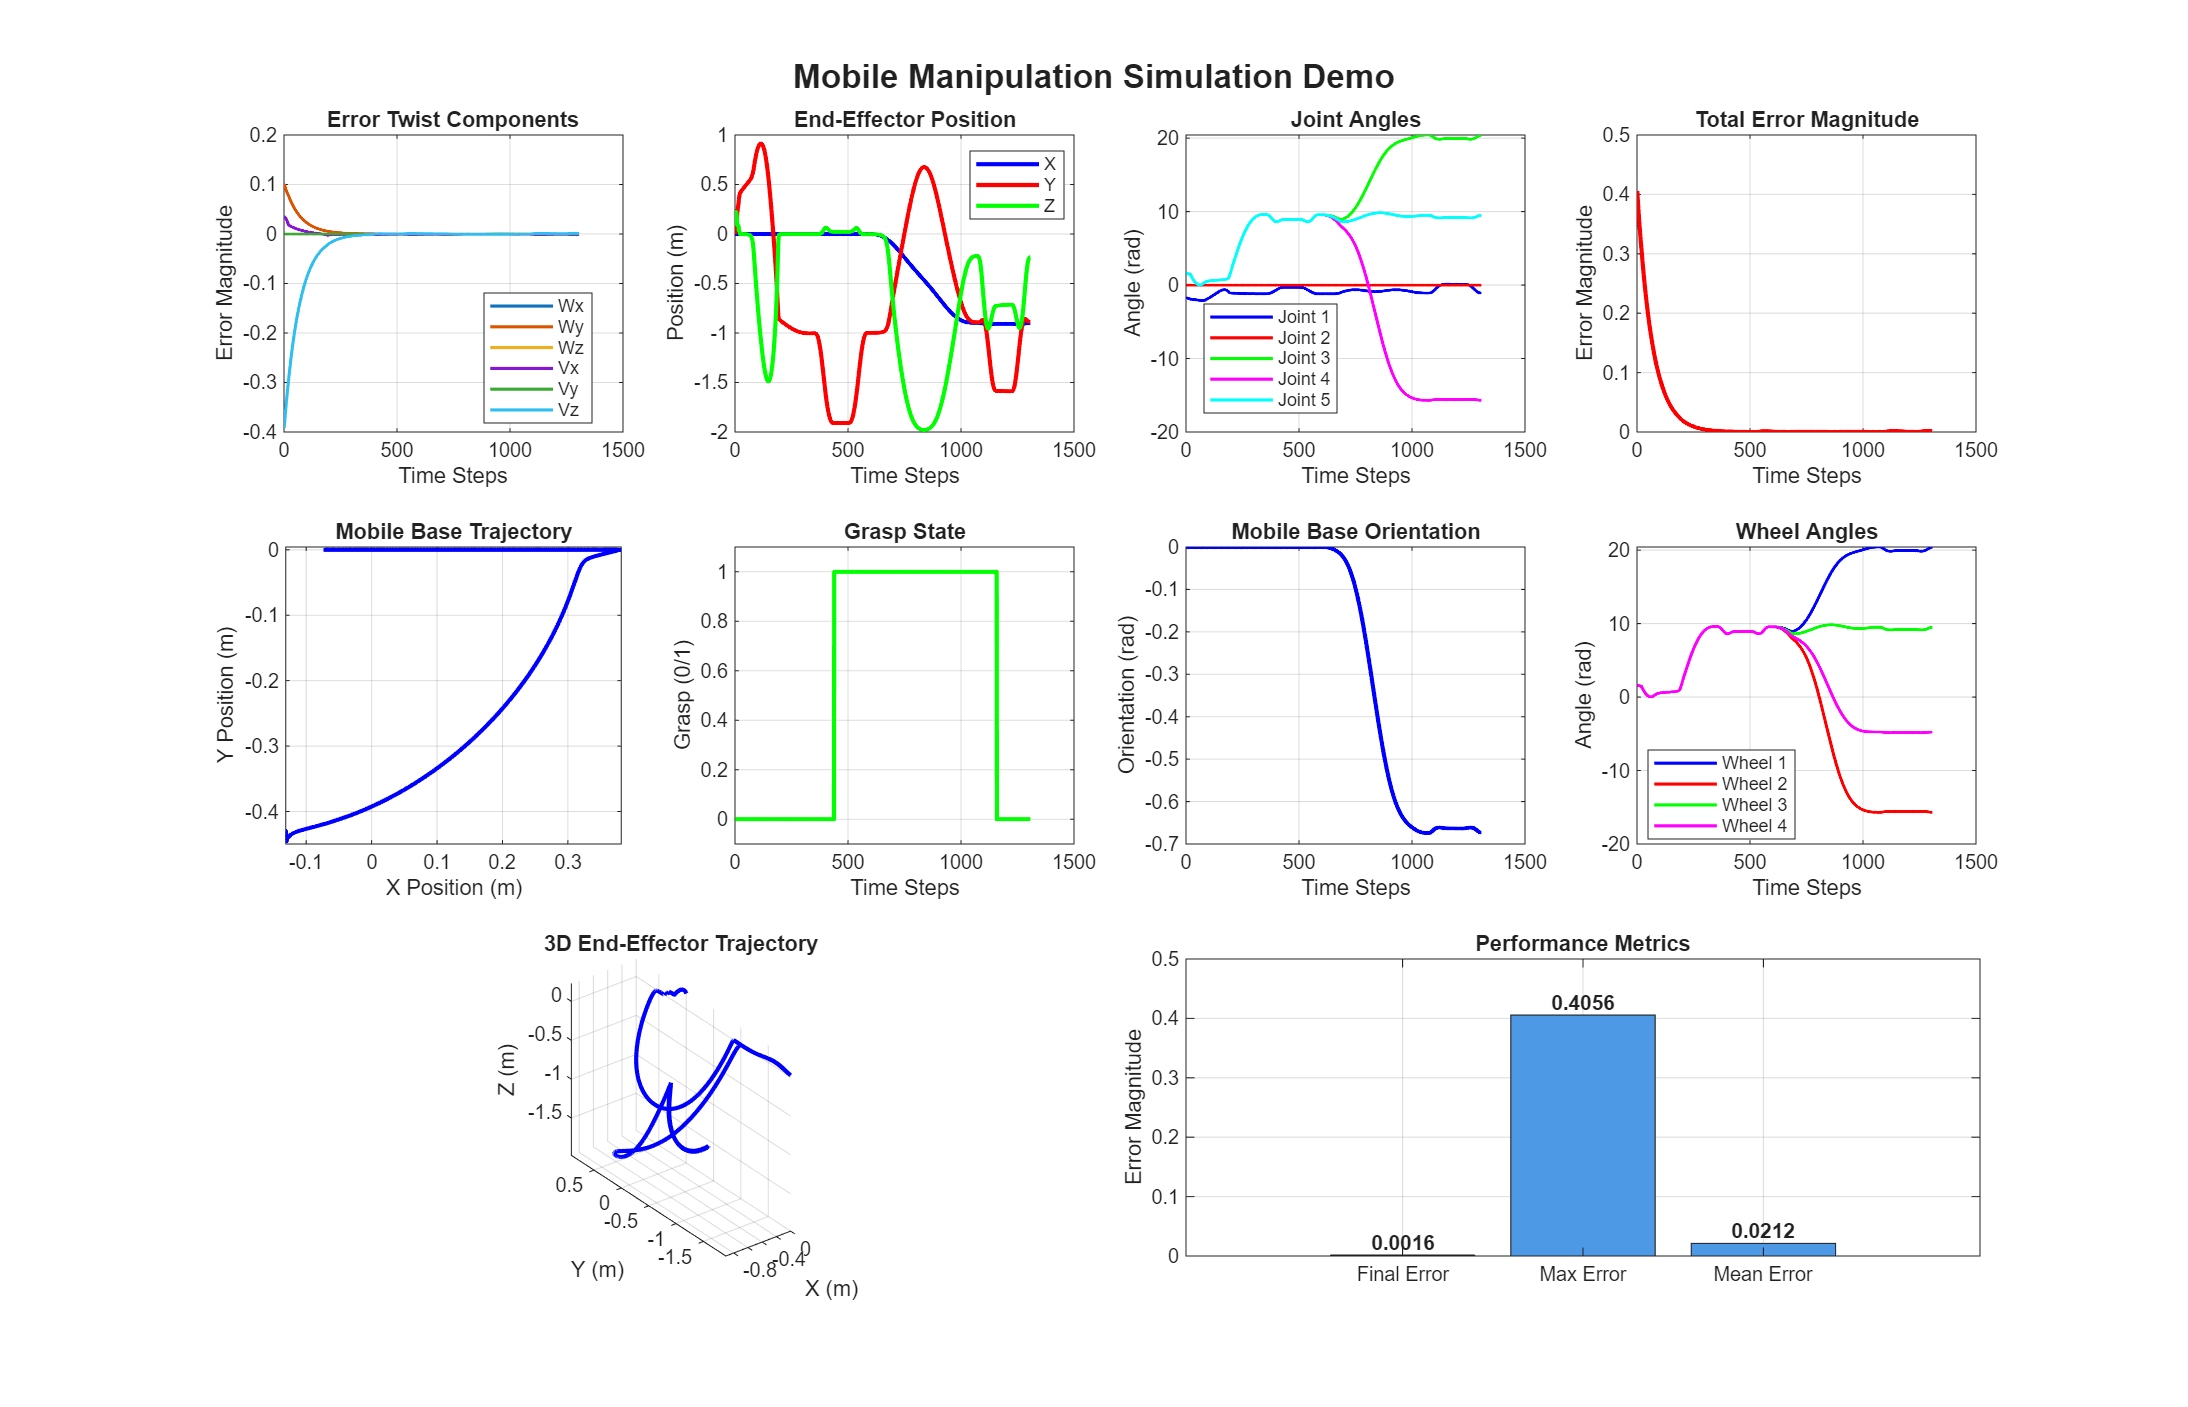 Mobile Manipulation Simulation Demo
Error Twist Components
0.2
0.1
0
-0.1
-0.2
-0.3
-0.4
Error Magnitude
0 500 1000 1500
Time Steps
Wx
Wy
Wz
Vx
Vy
Vz
End-Effector Position
1
0.5
0
-0.5
-1
-1.5
-2
Position (m)
0 500 1000 1500
Time Steps
X
Y
Z
Joint Angles
20
10
0
-10
-20
Angle (rad)
0 500 1000 1500
Time Steps
Joint 1
Joint 2
Joint 3
Joint 4
Joint 5
Total Error Magnitude
0.5
0.4
0.3
0.2
0.1
0
Error Magnitude
0 500 1000 1500
Time Steps
Mobile Base Trajectory
0
-0.1
-0.2
-0.3
-0.4
Y Position (m)
-0.1 0 0.1 0.2 0.3
X Position (m)
Grasp State
1
0.8
0.6
0.4
0.2
0
Grasp (0/1)
0 500 1000 1500
Time Steps
Mobile Base Orientation
0
-0.1
-0.2
-0.3
-0.4
-0.5
-0.6
-0.7
Orientation (rad)
0 500 1000 1500
Time Steps
Wheel Angles
20
10
0
-10
-20
Angle (rad)
0 500 1000 1500
Time Steps
Wheel 1
Wheel 2
Wheel 3
Wheel 4
3D End-Effector Trajectory
0
-0.5
-1
-1.5
Z (m)
0.5
0
-0.5
-1
-1.5
Y (m)
-0.8
-0.4
0
X (m)
Performance Metrics
0.5
0.4
0.3
0.2
0.1
0
Error Magnitude
0.0016
0.4056
0.0212
Final Error Max Error Mean Error